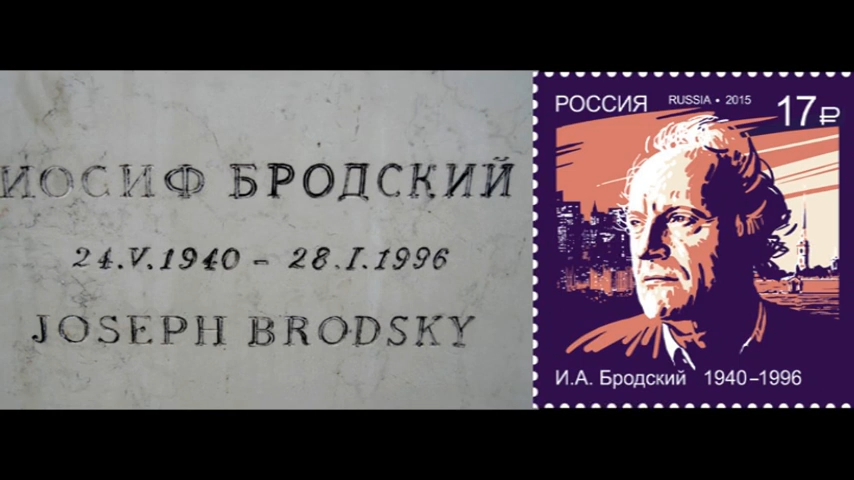 ИОСИФ БРОДСКИЙ
24.V.1940 – 28.I.1996
JOSEPH BRODSKY
РОССИЯ RUSSIA • 2015 17₽
И.А. Бродский 1940–1996